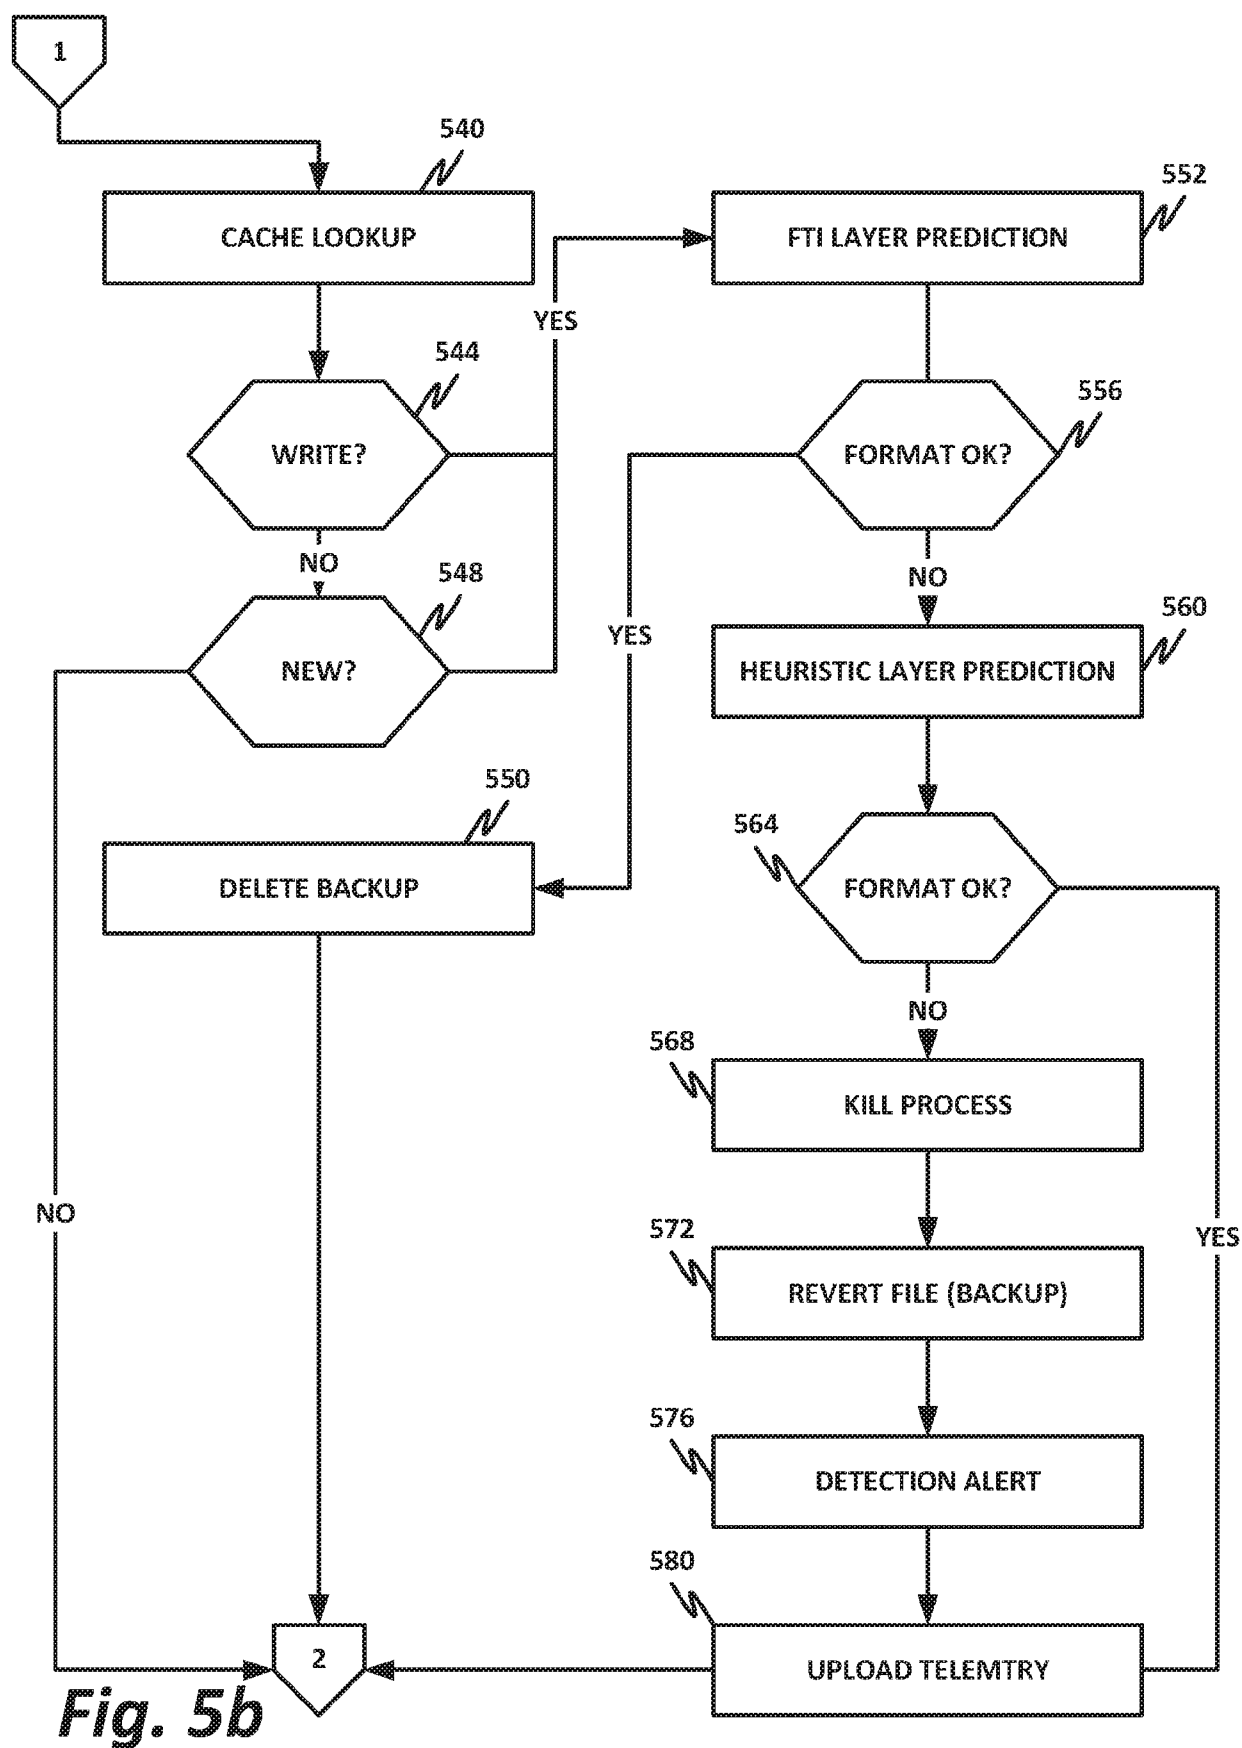 1
540
CACHE LOOKUP
552
FTI LAYER PREDICTION
YES
544
WRITE?
556
FORMAT OK?
NO
548
NEW?
NO
560
HEURISTIC LAYER PREDICTION
YES
550
DELETE BACKUP
564
FORMAT OK?
NO
568
KILL PROCESS
NO
572
REVERT FILE (BACKUP)
YES
576
DETECTION ALERT
580
UPLOAD TELEMTRY
2
Fig. 5b